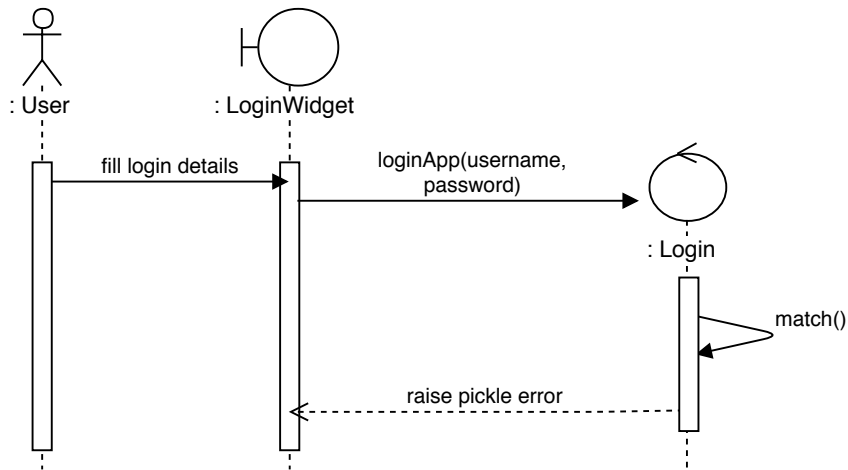 : User
: LoginWidget
fill login details
loginApp(username,
password)
: Login
match()
raise pickle error